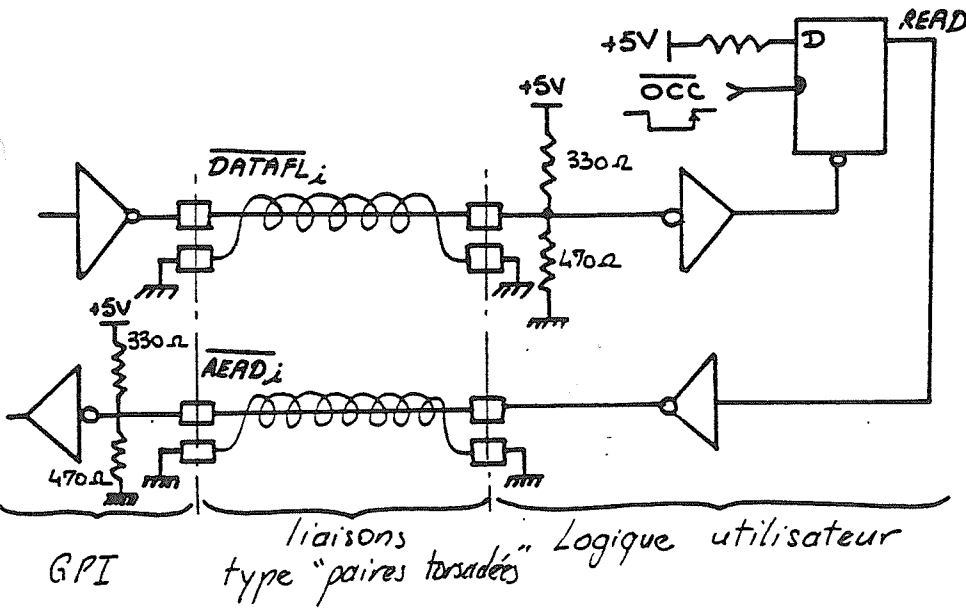 READ
+5V
D
OCC
+5V
330Ω
470Ω
DATAFLi
+5V
330Ω
470Ω
AEADi
GPI
liaisons
type "paires torsadées"
Logique utilisateur